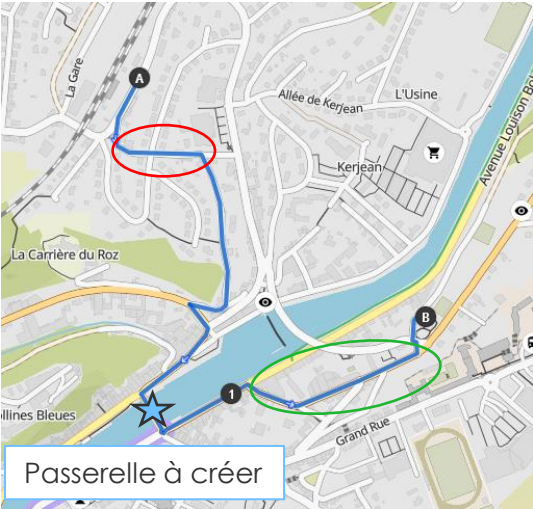 La Gare
A
Allée de Kerjean
L'Usine
Avenue Louison Bob
Kerjean
La Carrière du Roz
B
1
ollines Bleues
Grand Rue
Passerelle à créer